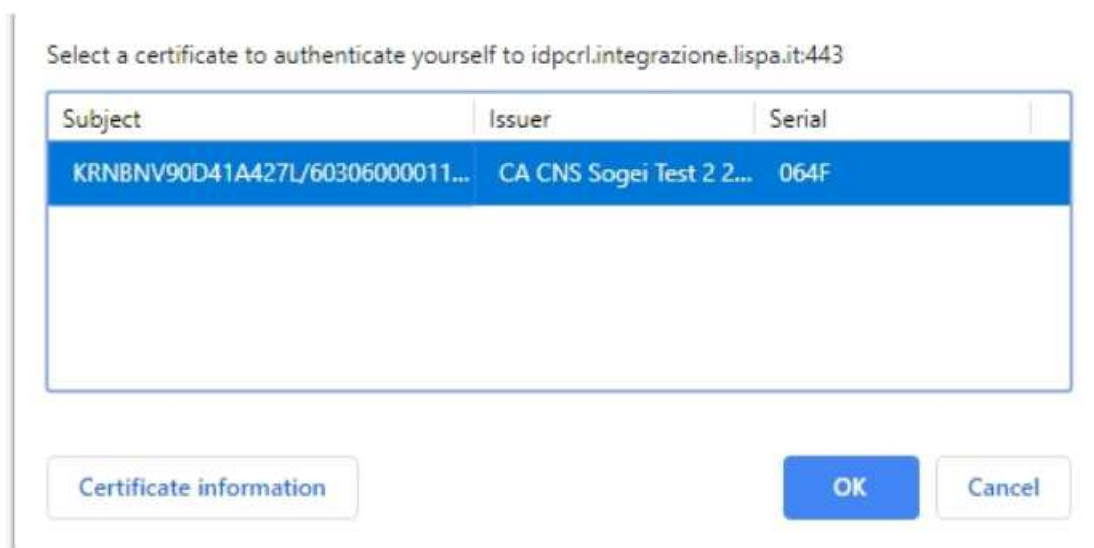 Select a certificate to authenticate yourself to idpcrl.integrazione.lispa.it:443
Subject Issuer Serial
KRNBNV90D41A427L/60306000011... CA CNS Sogei Test 2 2... 064F
Certificate information OK Cancel